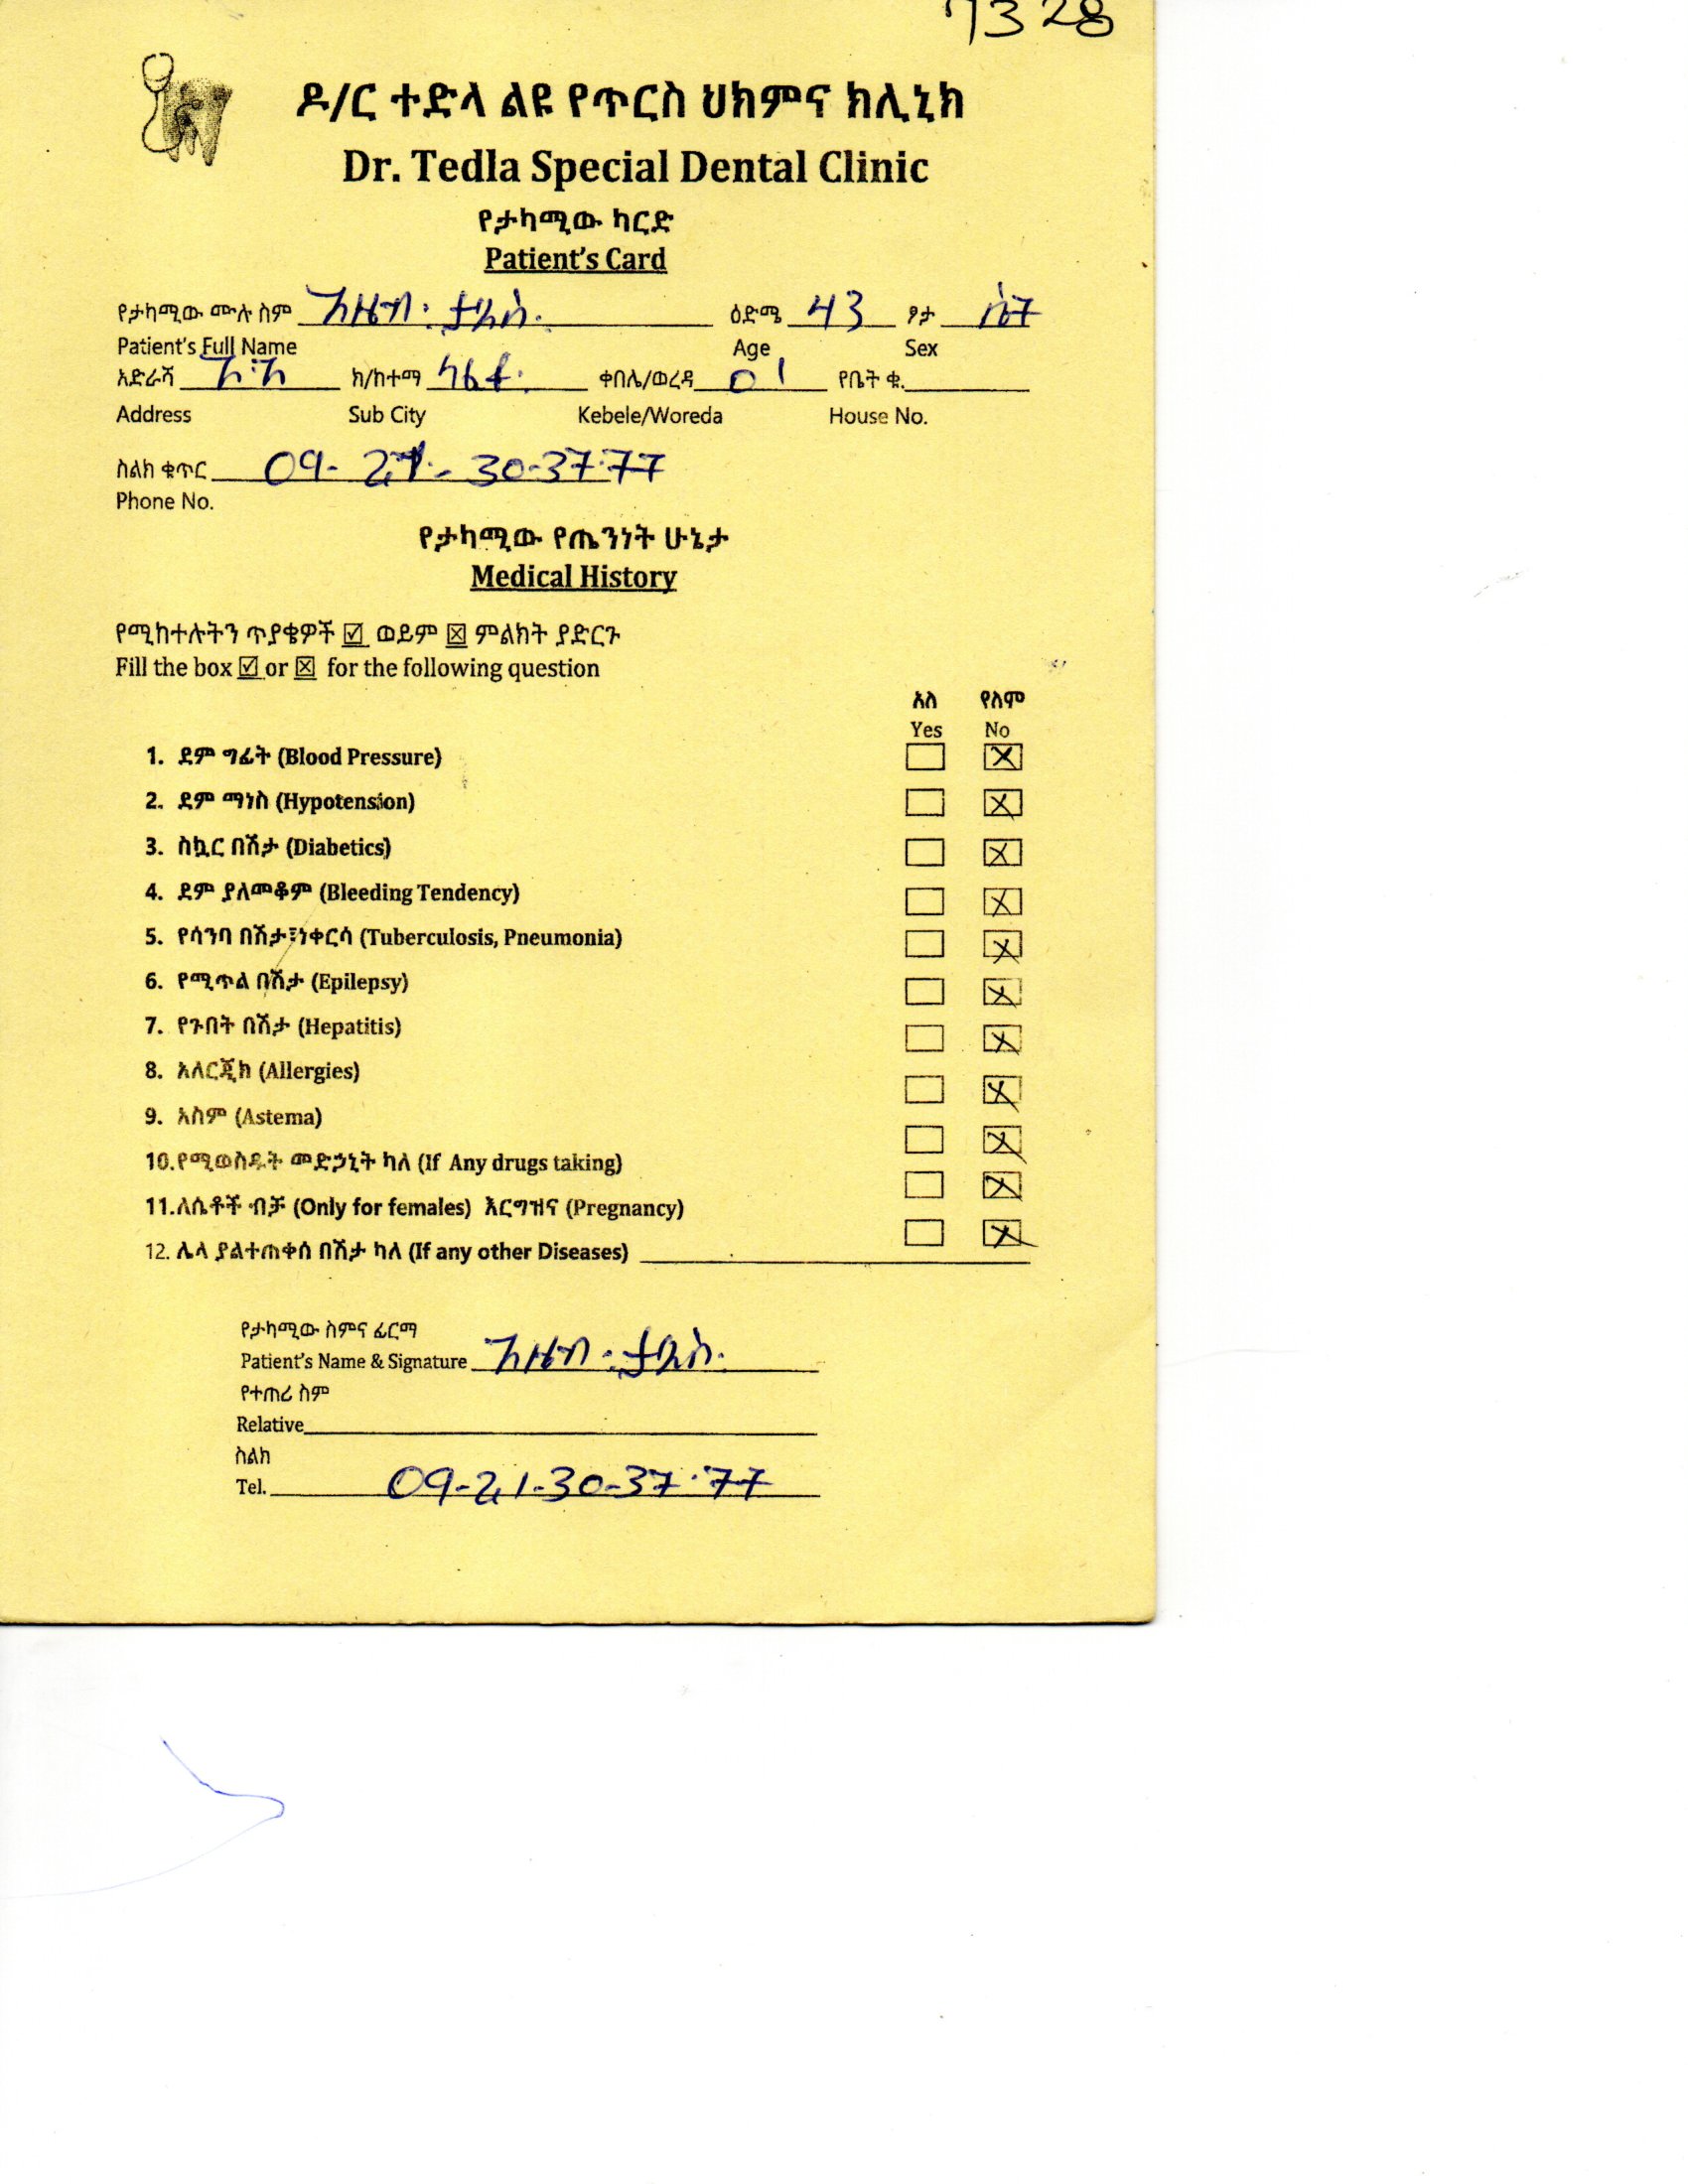 7328
ዶ/ር ተድላ ልዩ የጥርስ ህክምና ክሊኒክ
Dr. Tedla Special Dental Clinic
የታካሚው ካርድ
Patient's Card
የታካሚው ሙሉ ስም አዜብ ታደሰ ዕድሜ 43 ፆታ ሴት
Patient's Full Name Age Sex
አድራሻ አ.አ ክ/ከተማ ላፍቶ ቀበሌ/ወረዳ 01 የቤት ቁ.
Address Sub City Kebele/Woreda House No.
ስልክ ቁጥር 09-21-30-37-77
Phone No.
የታካሚው የጤንነት ሁኔታ
Medical History
የሚከተሉትን ጥያቄዎች ☑ ወይም ☒ ምልክት ያድርጉ
Fill the box ☑ or ☒ for the following question
አለ የለም
Yes No
1. ደም ግፊት (Blood Pressure) ☐ ☒
2. ደም ማነስ (Hypotension) ☐ ☒
3. ስኳር በሽታ (Diabetics) ☐ ☒
4. ደም ያለመቆም (Bleeding Tendency) ☐ ☒
5. የሳንባ በሽታ፣ነቀርሳ (Tuberculosis, Pneumonia) ☐ ☒
6. የሚጥል በሽታ (Epilepsy) ☐ ☒
7. የጉበት በሽታ (Hepatitis) ☐ ☒
8. አለርጂክ (Allergies) ☐ ☒
9. አስም (Astema) ☐ ☒
10.የሚወስዱት መድኃኒት ካለ (If Any drugs taking) ☐ ☒
11.ለሴቶች ብቻ (Only for females) እርግዝና (Pregnancy) ☐ ☒
12. ሌላ ያልተጠቀሰ በሽታ ካለ (If any other Diseases)
የታካሚው ስምና ፊርማ
Patient's Name & Signature አዜብ ታደሰ
የተጠሪ ስም
Relative
ስልክ
Tel. 09-21-30-37-77